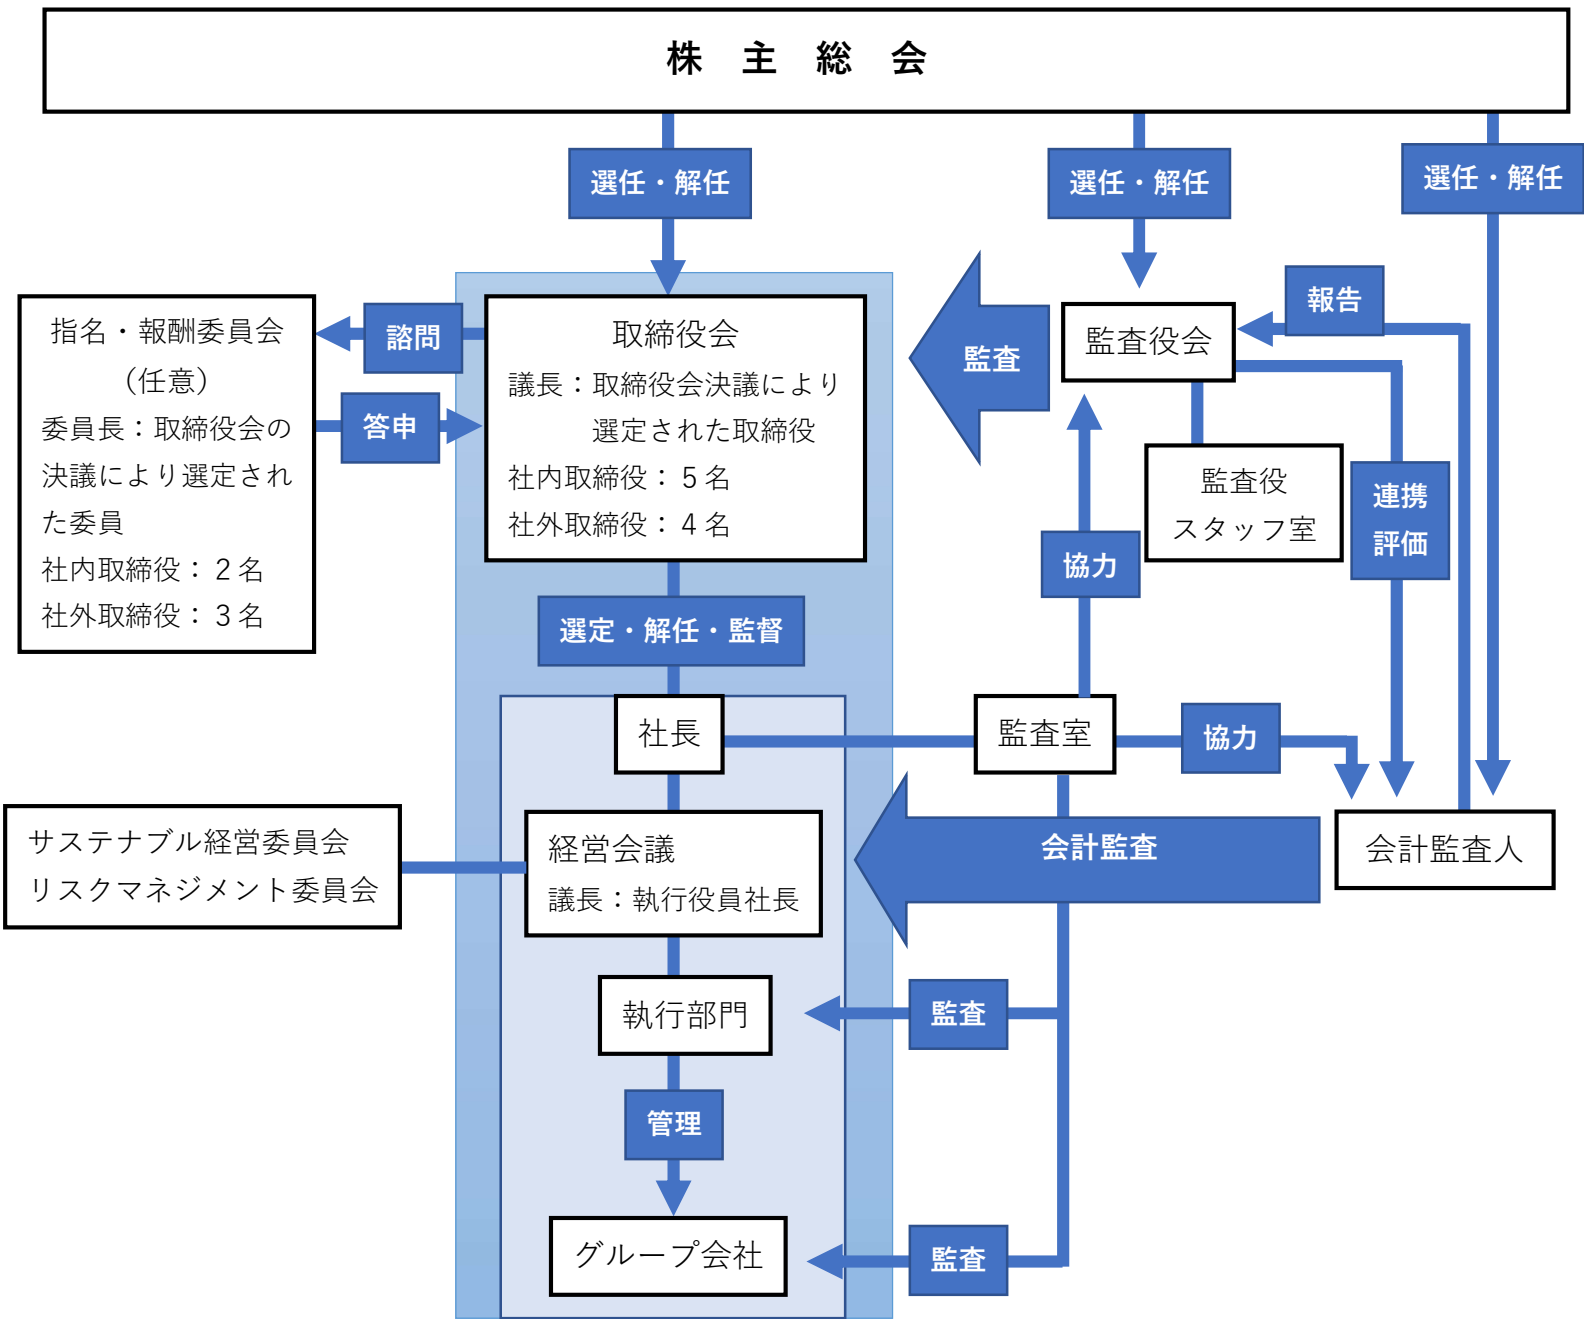 株 主 総 会
選任・解任
選任・解任
選任・解任
指名・報酬委員会
（任意）
委員長：取締役会の
決議により選定され
た委員
社内取締役：２名
社外取締役：３名
諮問
答申
取締役会
議長：取締役会決議により
選定された取締役
社内取締役：５名
社外取締役：４名
監査
監査役会
報告
監査役
スタッフ室
連携
評価
協力
選定・解任・監督
社長
監査室
協力
サステナブル経営委員会
リスクマネジメント委員会
経営会議
議長：執行役員社長
会計監査
会計監査人
執行部門
監査
管理
グループ会社
監査